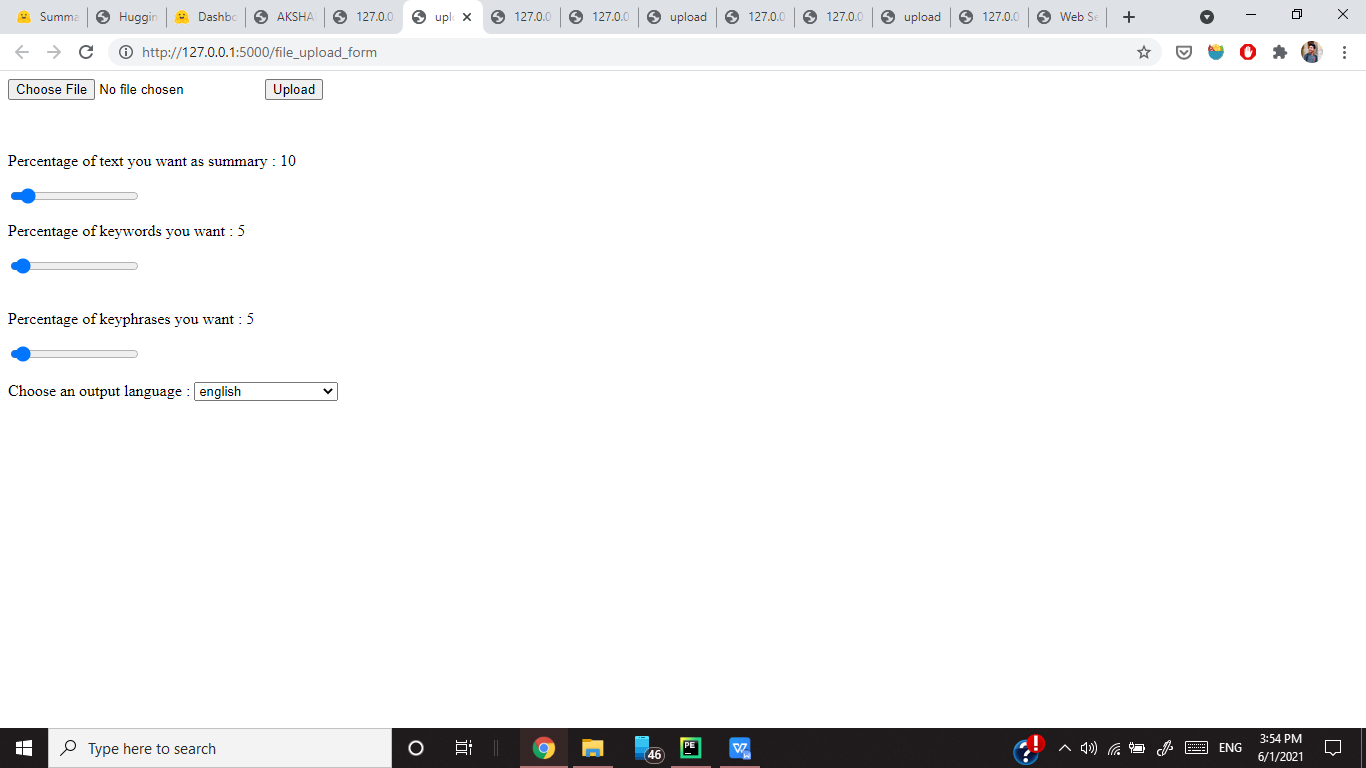 Summa Huggin Dashbo AKSHA 127.0.0 upl 127.0.0 127.0.0 upload 127.0.0 127.0.0 upload 127.0.0 Web Se
http://127.0.0.1:5000/file_upload_form
Choose File No file chosen Upload
Percentage of text you want as summary : 10
Percentage of keywords you want : 5
Percentage of keyphrases you want : 5
Choose an output language : english
Type here to search
46
PE
ENG
3:54 PM
6/1/2021